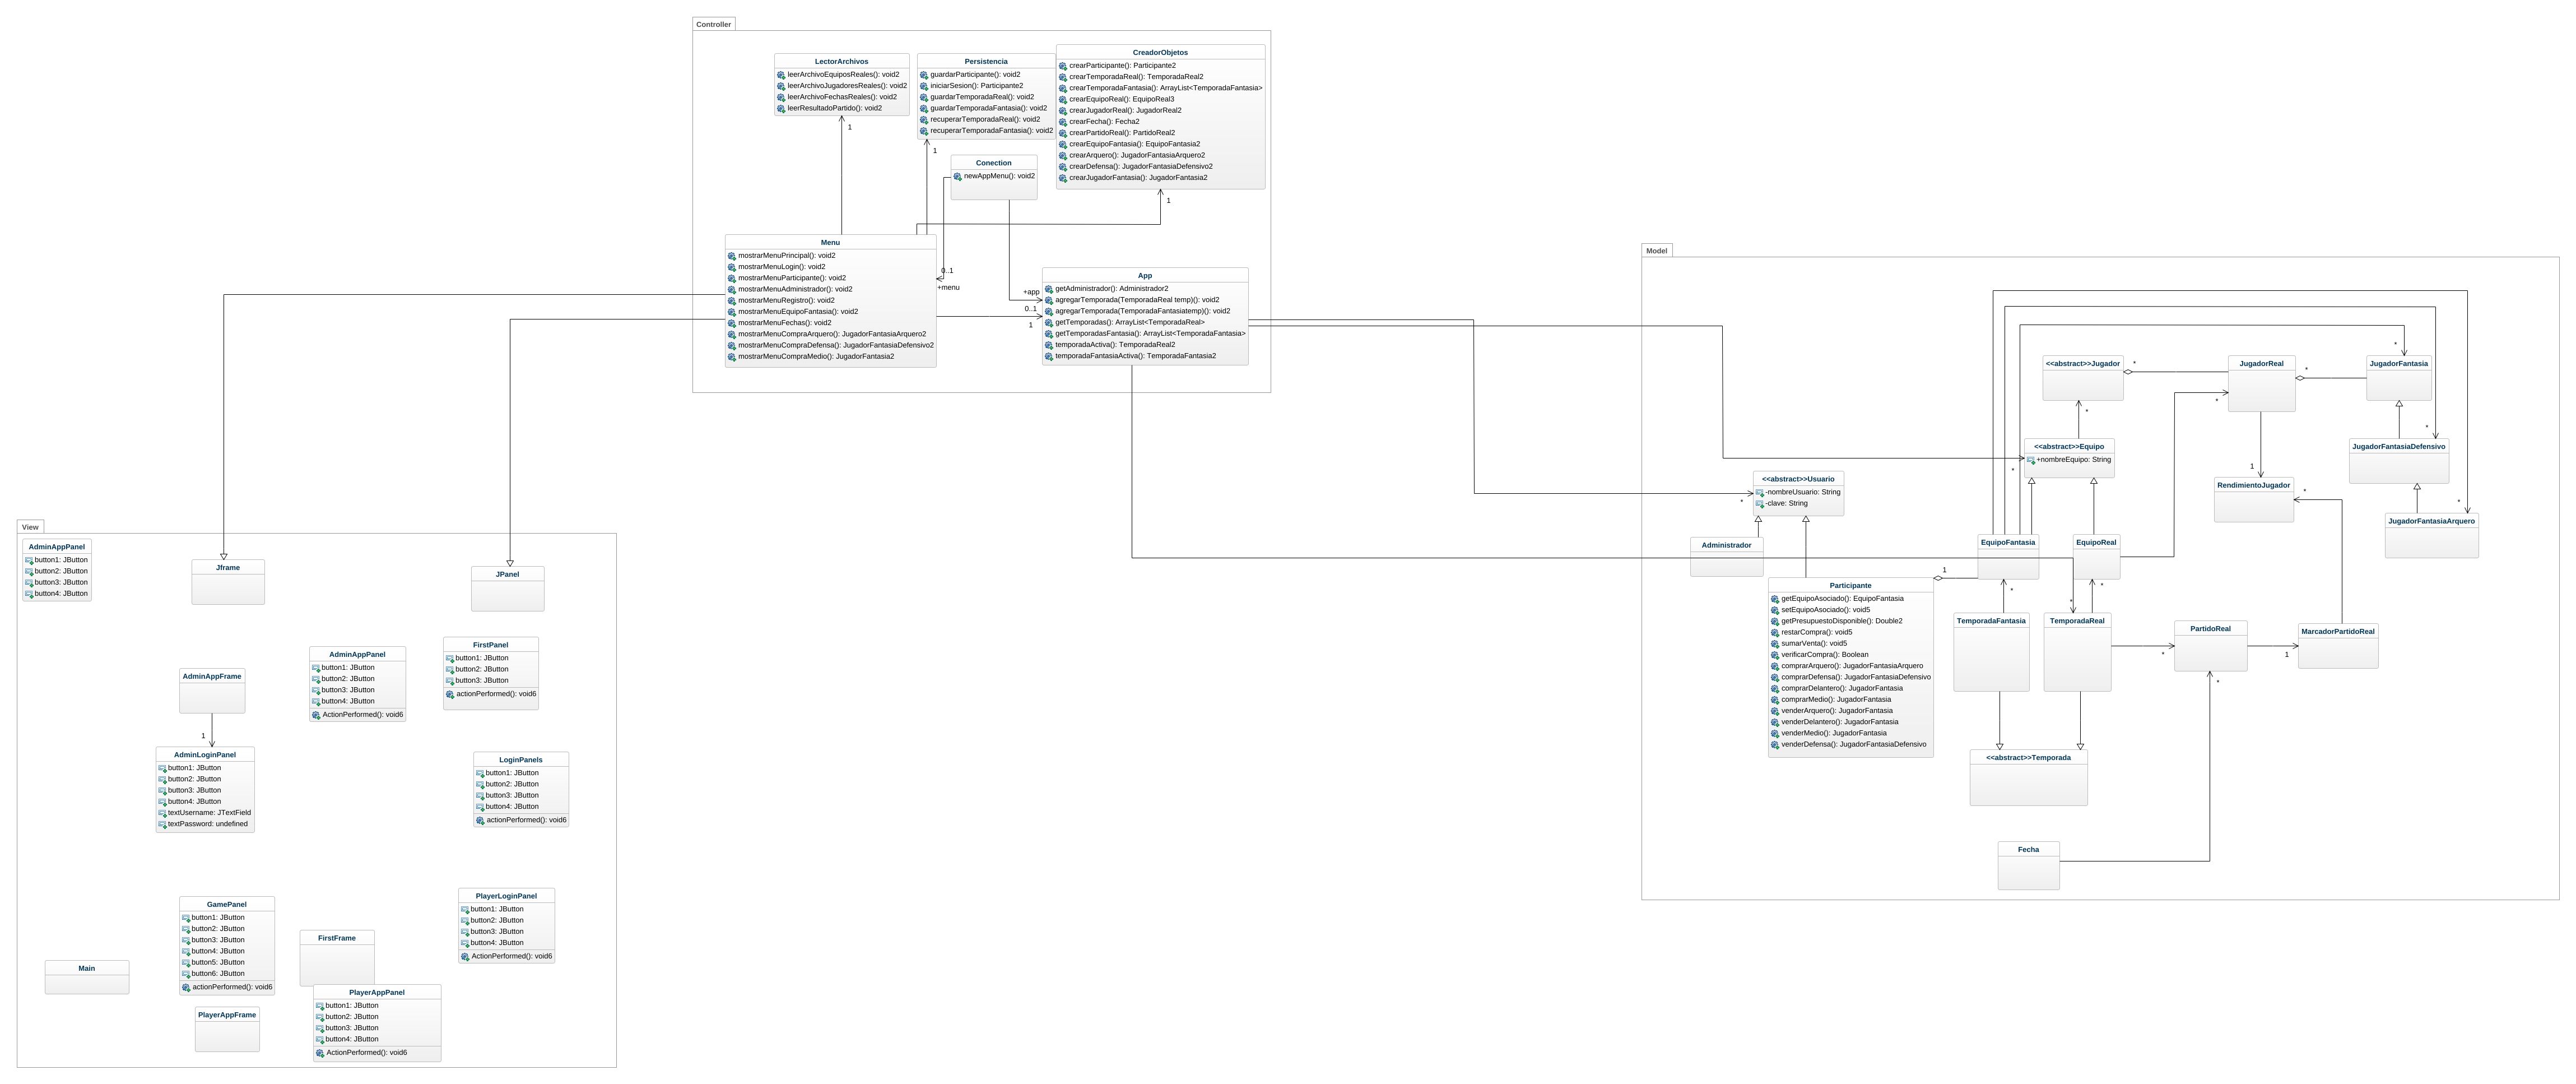 Controller
LectorArchivos
leerArchivoEquiposReales(): void2
leerArchivoJugadoresReales(): void2
leerArchivoFechasReales(): void2
leerResultadoPartido(): void2
1
Persistencia
guardarParticipante(): void2
iniciarSesion(): Participante2
guardarTemporadaReal(): void2
guardarTemporadaFantasia(): void2
recuperarTemporadaReal(): void2
recuperarTemporadaFantasia(): void2
1
CreadorObjetos
crearParticipante(): Participante2
crearTemporadaReal(): TemporadaReal2
crearTemporadaFantasia(): ArrayList<TemporadaFantasia>
crearEquipoReal(): EquipoReal3
crearJugadorReal(): JugadorReal2
crearFecha(): Fecha2
crearPartidoReal(): PartidoReal2
crearEquipoFantasia(): EquipoFantasia2
crearArquero(): JugadorFantasiaArquero2
crearDefensa(): JugadorFantasiaDefensivo2
crearJugadorFantasia(): JugadorFantasia2
1
Conection
newAppMenu(): void2
Menu
mostrarMenuPrincipal(): void2
mostrarMenuLogin(): void2
mostrarMenuParticipante(): void2
mostrarMenuAdministrador(): void2
mostrarMenuRegistro(): void2
mostrarMenuEquipoFantasia(): void2
mostrarMenuFechas(): void2
mostrarMenuCompraArquero(): JugadorFantasiaArquero2
mostrarMenuCompraDefensa(): JugadorFantasiaDefensivo2
mostrarMenuCompraMedio(): JugadorFantasia2
0..1
+menu
+app
0..1
1
App
getAdministrador(): Administrador2
agregarTemporada(TemporadaReal temp)(): void2
agregarTemporada(TemporadaFantasiatemp)(): void2
getTemporadas(): ArrayList<TemporadaReal>
getTemporadasFantasia(): ArrayList<TemporadaFantasia>
temporadaActiva(): TemporadaReal2
temporadaFantasiaActiva(): TemporadaFantasia2
Model
<<abstract>>Jugador
*
JugadorReal
*
*
JugadorFantasia
*
*
*
<<abstract>>Equipo
+nombreEquipo: String
*
JugadorFantasiaDefensivo
*
<<abstract>>Usuario
-nombreUsuario: String
-clave: String
*
1
RendimientoJugador
*
JugadorFantasiaArquero
*
Administrador
EquipoFantasia
EquipoReal
1
*
*
*
Participante
getEquipoAsociado(): EquipoFantasia
setEquipoAsociado(): void5
getPresupuestoDisponible(): Double2
restarCompra(): void5
sumarVenta(): void5
verificarCompra(): Boolean
comprarArquero(): JugadorFantasiaArquero
comprarDefensa(): JugadorFantasiaDefensivo
comprarDelantero(): JugadorFantasia
comprarMedio(): JugadorFantasia
venderArquero(): JugadorFantasia
venderDelantero(): JugadorFantasia
venderMedio(): JugadorFantasia
venderDefensa(): JugadorFantasiaDefensivo
TemporadaFantasia
TemporadaReal
*
PartidoReal
1
*
MarcadorPartidoReal
<<abstract>>Temporada
Fecha
View
AdminAppPanel
button1: JButton
button2: JButton
button3: JButton
button4: JButton
Jframe
JPanel
AdminAppFrame
1
AdminAppPanel
button1: JButton
button2: JButton
button3: JButton
button4: JButton
ActionPerformed(): void6
FirstPanel
button1: JButton
button2: JButton
button3: JButton
actionPerformed(): void6
AdminLoginPanel
button1: JButton
button2: JButton
button3: JButton
button4: JButton
textUsername: JTextField
textPassword: undefined
LoginPanels
button1: JButton
button2: JButton
button3: JButton
button4: JButton
actionPerformed(): void6
GamePanel
button1: JButton
button2: JButton
button3: JButton
button4: JButton
button5: JButton
button6: JButton
actionPerformed(): void6
PlayerLoginPanel
button1: JButton
button2: JButton
button3: JButton
button4: JButton
ActionPerformed(): void6
Main
FirstFrame
PlayerAppFrame
PlayerAppPanel
button1: JButton
button2: JButton
button3: JButton
button4: JButton
ActionPerformed(): void6